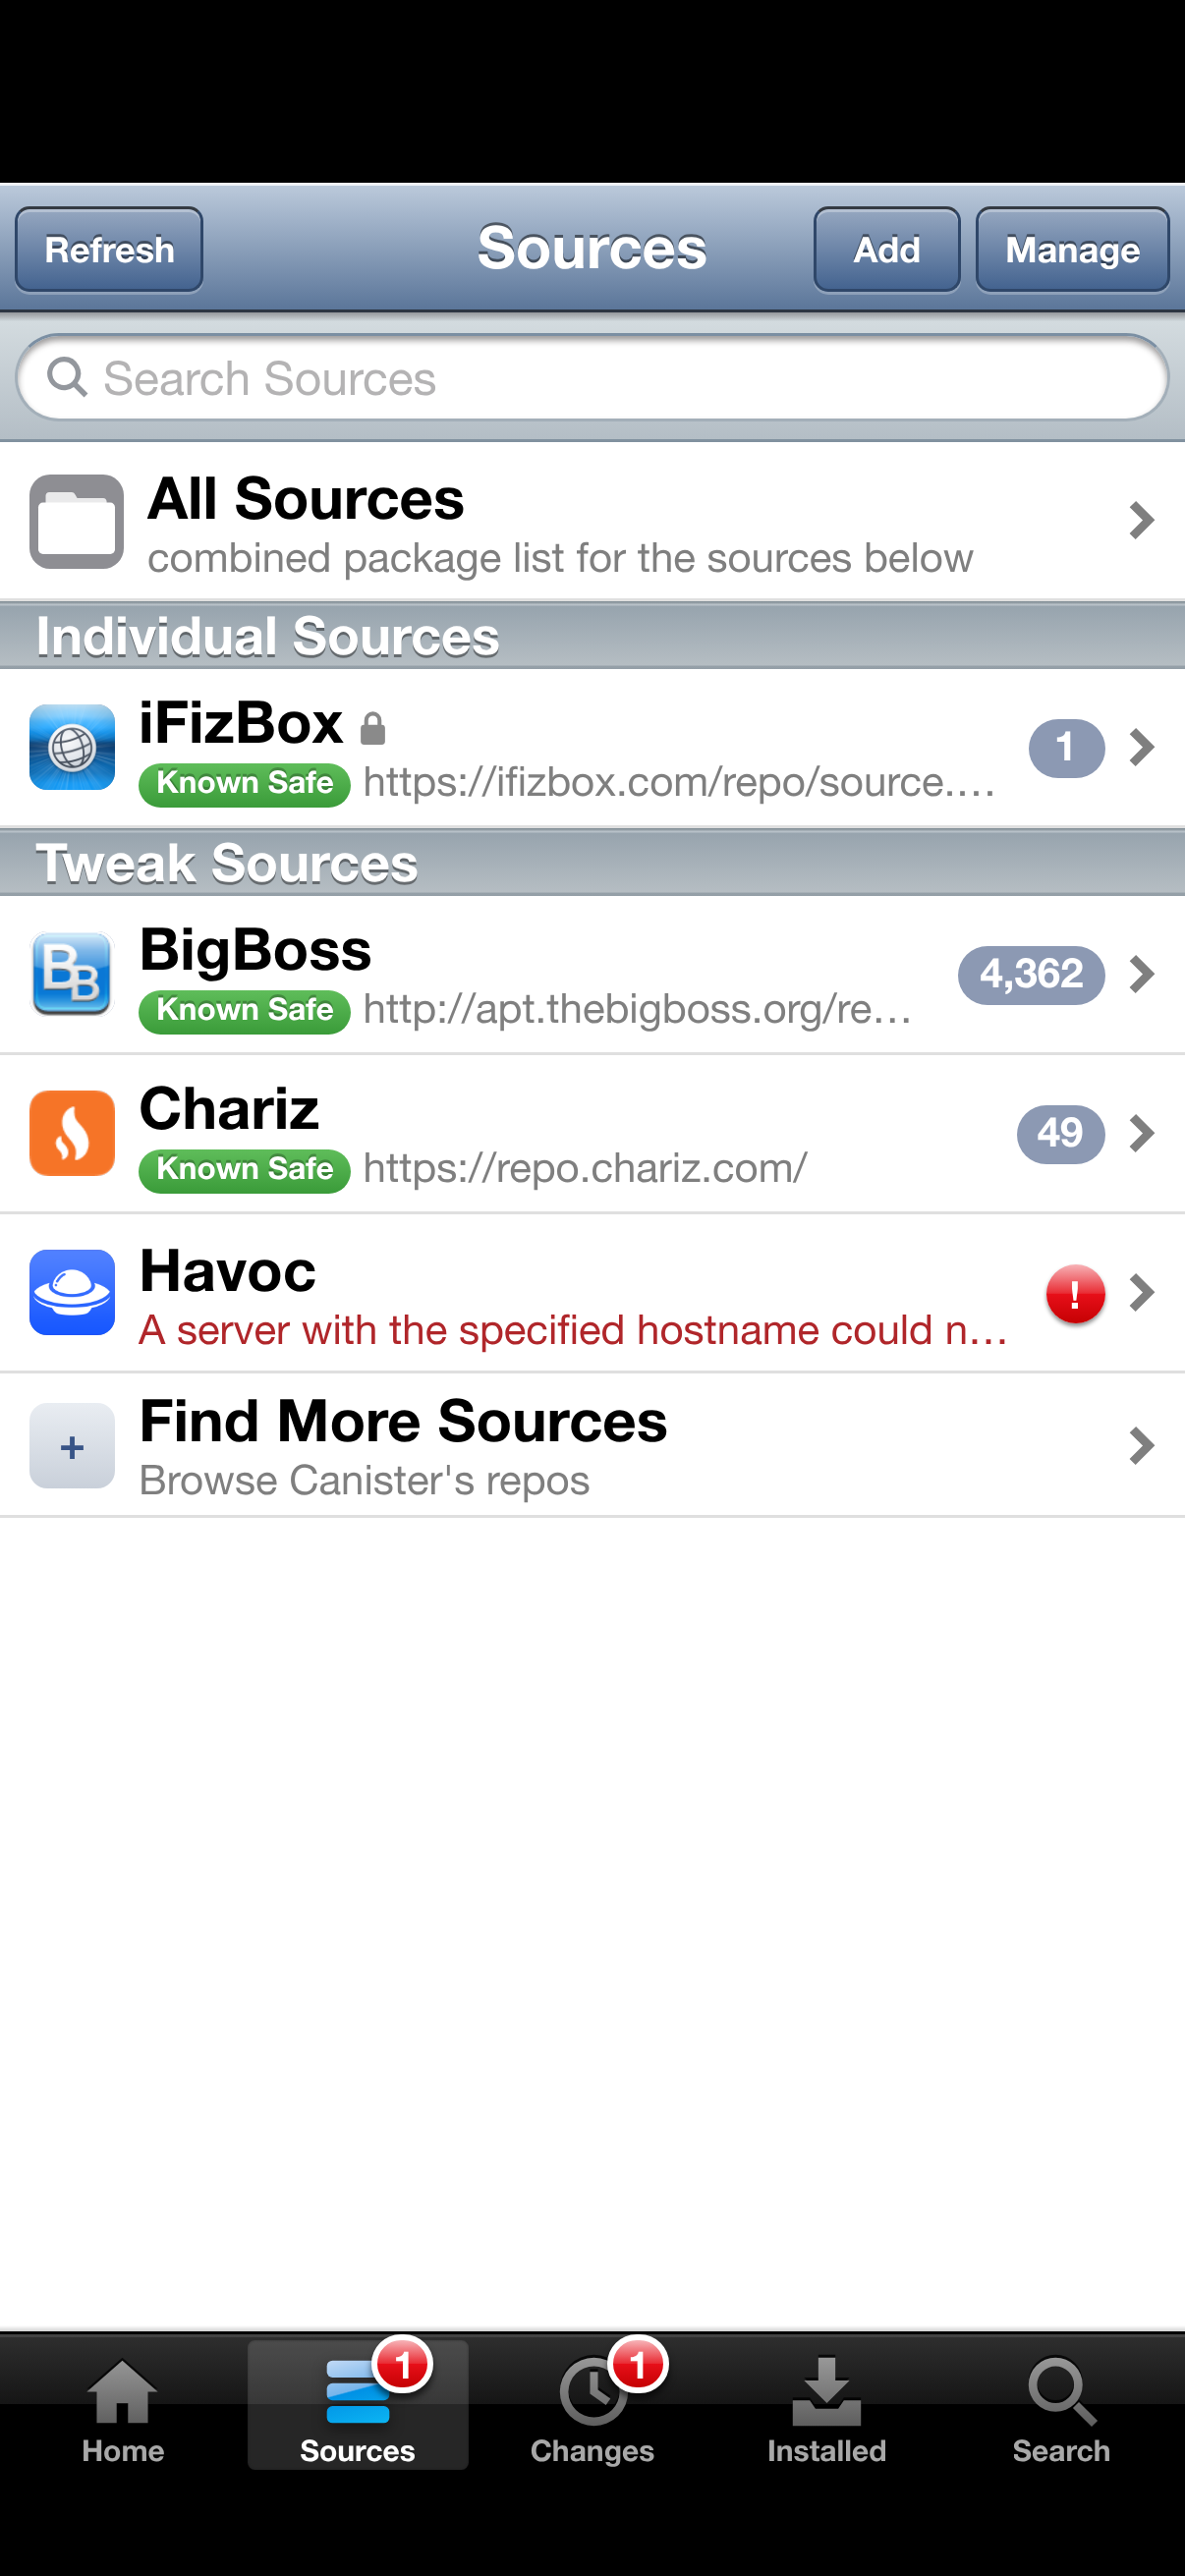 Refresh
Sources
Add
Manage
Search Sources
All Sources
combined package list for the sources below
Individual Sources
iFizBox
Known Safe https://ifizbox.com/repo/source....
1
Tweak Sources
BB
BigBoss
Known Safe http://apt.thebigboss.org/re...
4,362
Chariz
Known Safe https://repo.chariz.com/
49
Havoc
A server with the specified hostname could n...
!
+
Find More Sources
Browse Canister's repos
1
1
Home
Sources
Changes
Installed
Search